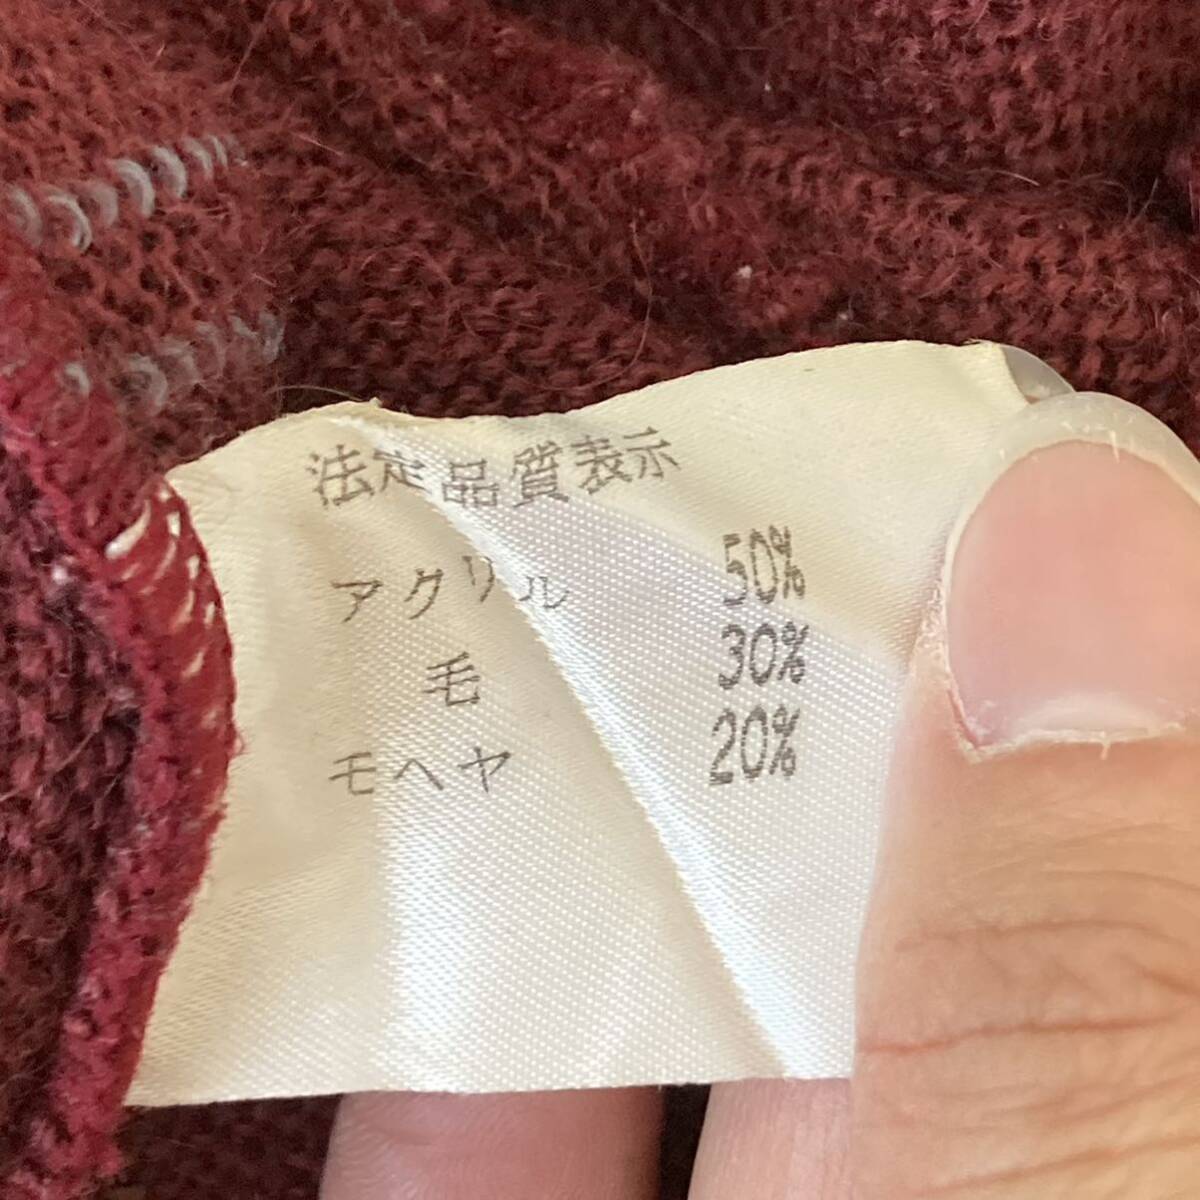 法定品質表示
アクリル 50%
毛 30%
モヘヤ 20%